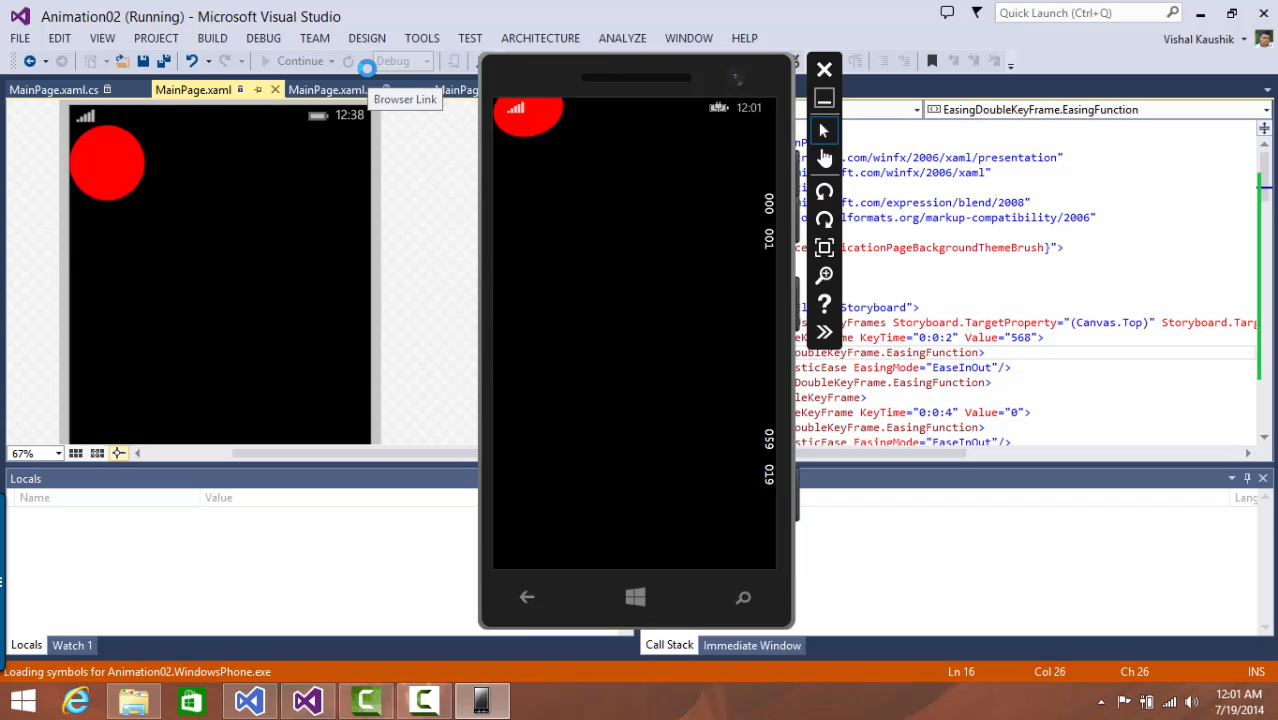 Animation02 (Running) - Microsoft Visual Studio
Quick Launch (Ctrl+Q)
FILE EDIT VIEW PROJECT BUILD DEBUG TEAM DESIGN TOOLS TEST ARCHITECTURE ANALYZE WINDOW HELP
Vishal Kaushik
Continue
Debug
MainPage.xaml.cs
MainPage.xaml
MainPage.xaml.
MainPag
Browser Link
EasingDoubleKeyFrame.EasingFunction
12:38
12:01
.com/winfx/2006/xaml/presentation"
ft.com/winfx/2006/xaml"
ft.com/expression/blend/2008"
lformats.org/markup-compatibility/2006"
icationPageBackgroundThemeBrush}">
Storyboard">
KeyFrames Storyboard.TargetProperty="(Canvas.Top)" Storyboard.Targ
eKeyFrame KeyTime="0:0:2" Value="568">
oubleKeyFrame.EasingFunction>
sticEase EasingMode="EaseInOut"/>
DoubleKeyFrame.EasingFunction>
leKeyFrame>
KeyFrame KeyTime="0:0:4" Value="0">
oubleKeyFrame.EasingFunction>
sticEase EasingMode="EaseInOut"/>
000 001
059 019
67%
Locals
Name Value
Lang
Locals Watch 1
Call Stack Immediate Window
Loading symbols for Animation02.WindowsPhone.exe
Ln 16 Col 26 Ch 26 INS
12:01 AM
7/19/2014